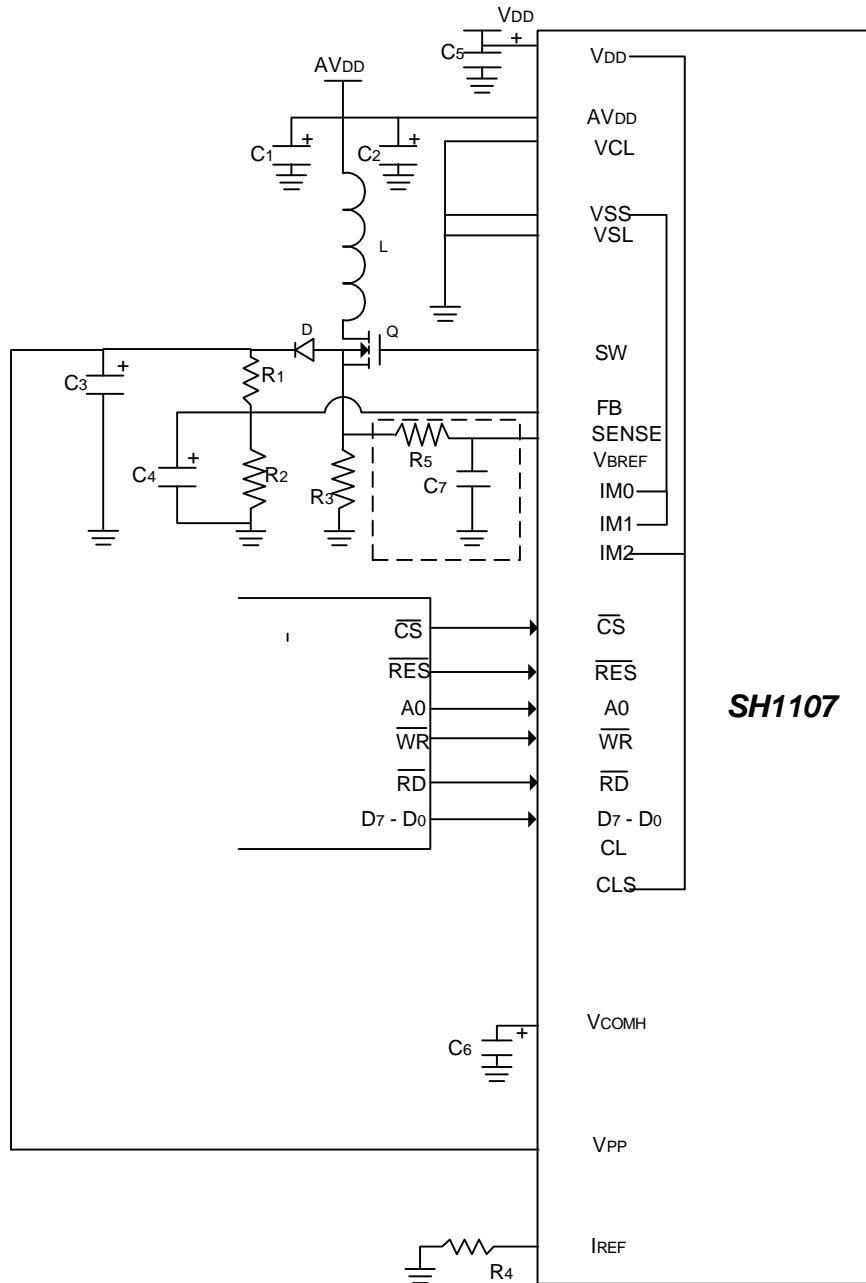 VDD
C5
+
VDD
AVDD
AVDD
C1
+
C2
+
VCL
VSS
VSL
L
D
Q
SW
C3
+
R1
FB
SENSE
VBREF
C4
+
R2
R3
R5
C7
IM0
IM1
IM2
CS
CS
RES
RES
A0
A0
WR
WR
RD
RD
D7 - D0
D7 - D0
CL
CLS
SH1107
C6
+
VCOMH
VPP
IREF
R4